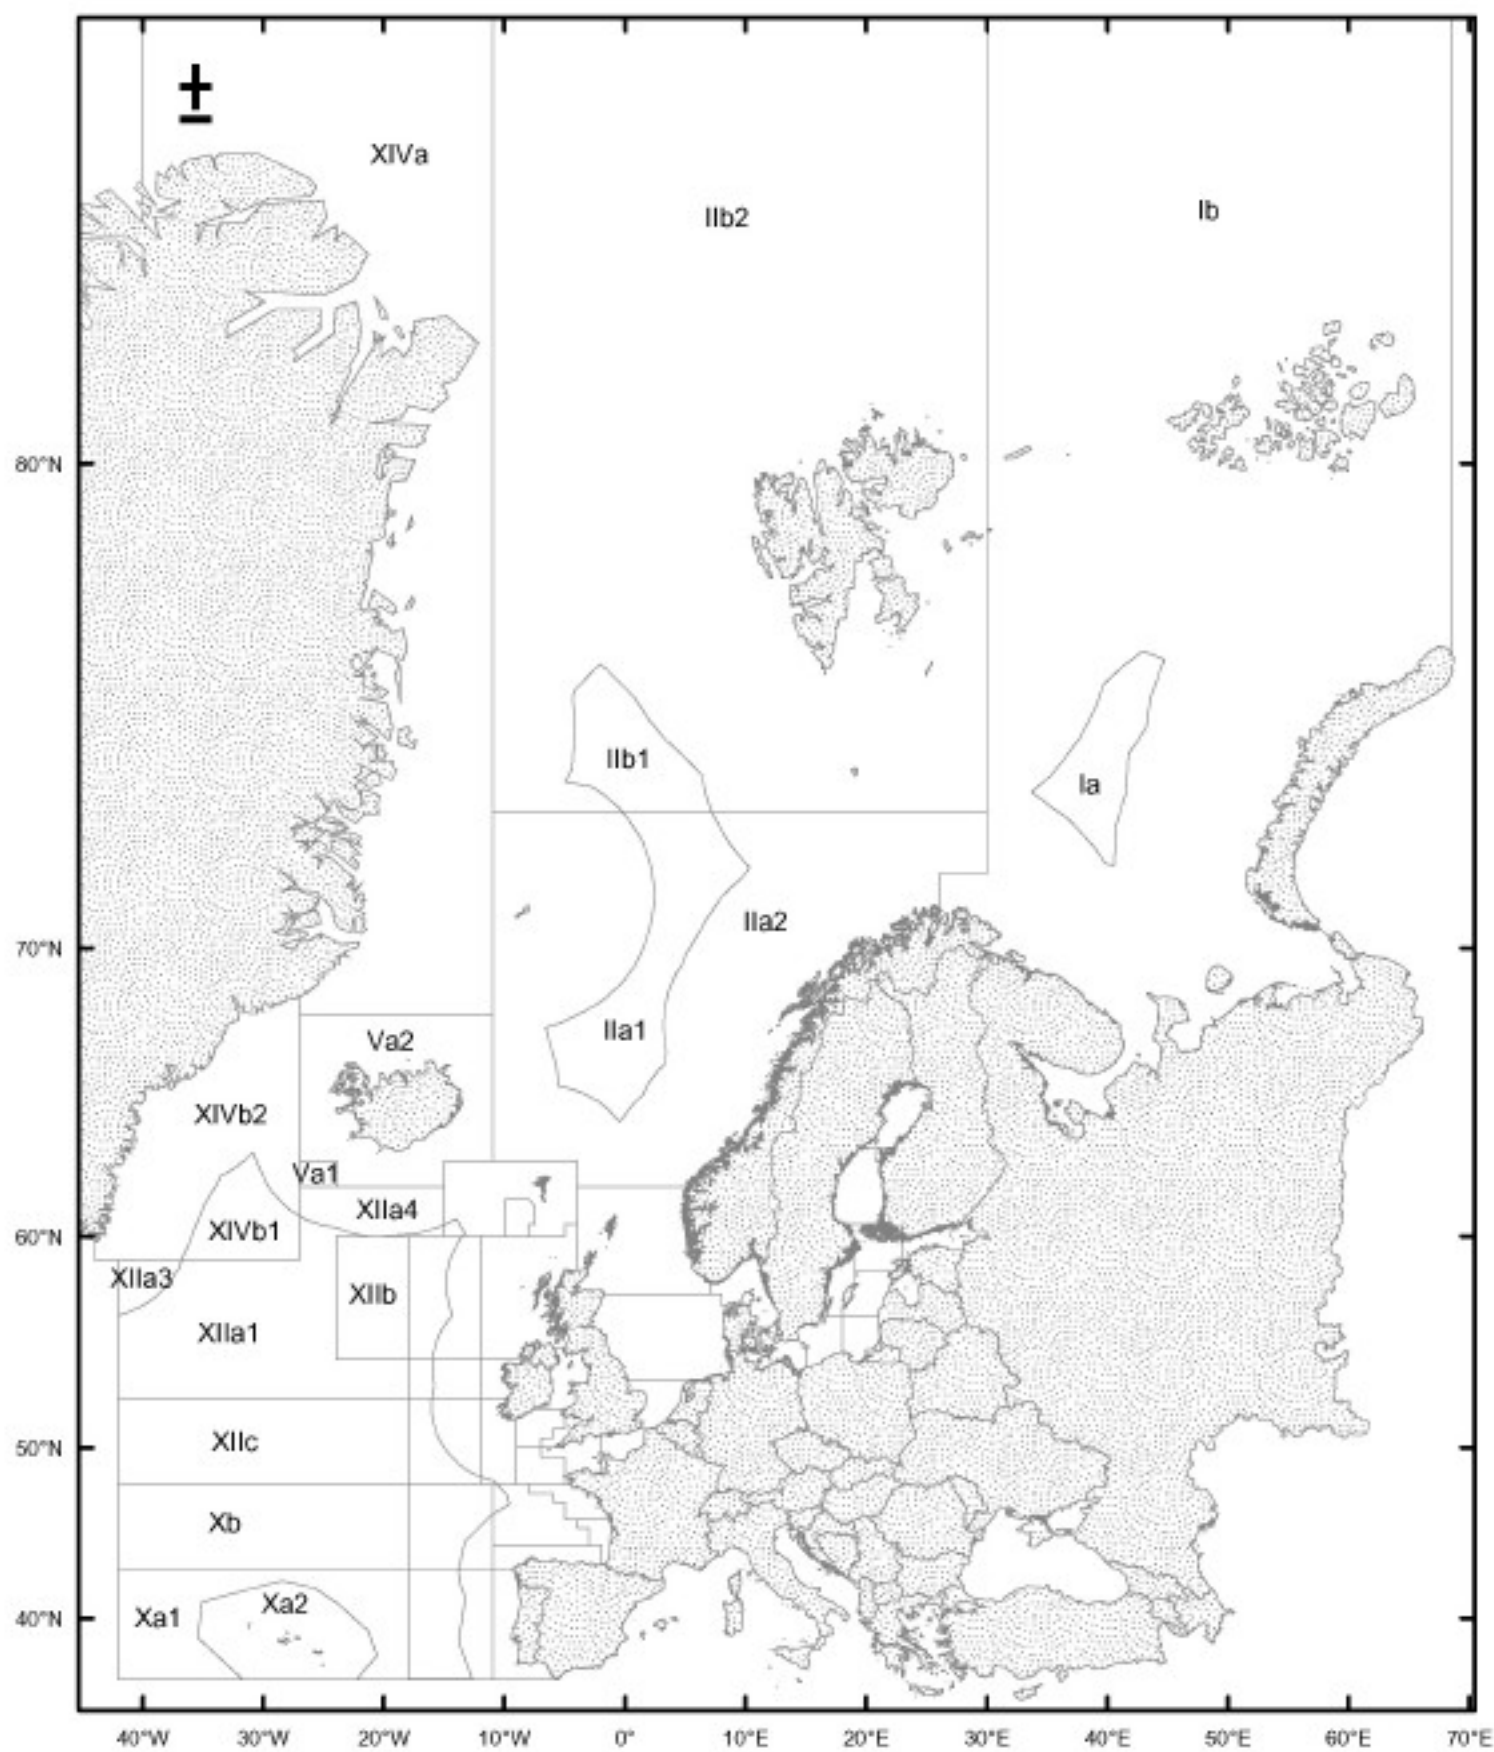 ±
XIVa
IIb2
Ib
80°N
IIb1
Ia
IIa2
70°N
IIa1
Va2
XIVb2
Va1
XIIa4
XIVb1
60°N
XIIa3
XIIb
XIIa1
XIIc
50°N
Xb
Xa2
Xa1
40°N
40°W 30°W 20°W 10°W 0° 10°E 20°E 30°E 40°E 50°E 60°E 70°E